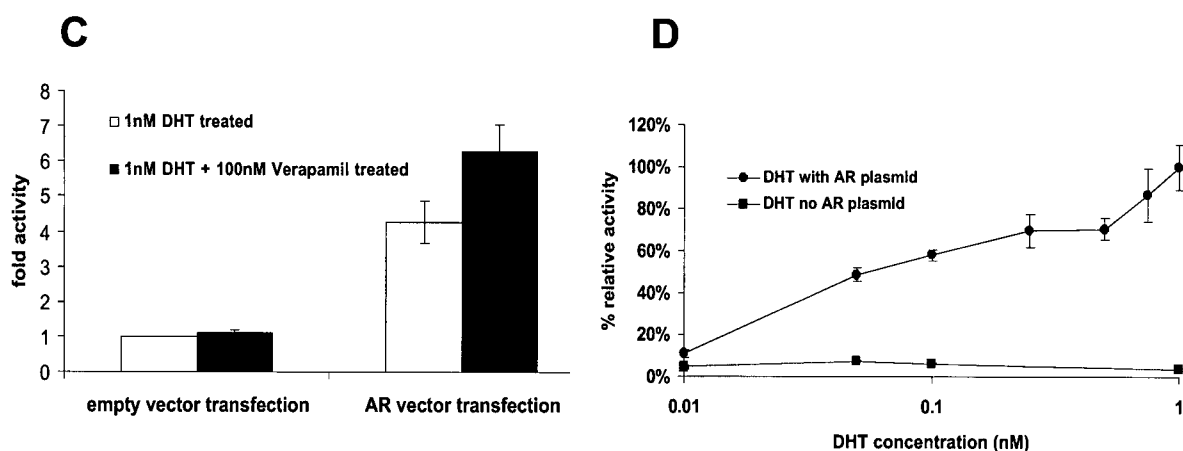 C
8
7
6
5
4
3
2
1
0
fold activity
1nM DHT treated
1nM DHT + 100nM Verapamil treated
empty vector transfection
AR vector transfection
D
120%
100%
80%
60%
40%
20%
0%
% relative activity
DHT with AR plasmid
DHT no AR plasmid
0.01
0.1
1
DHT concentration (nM)